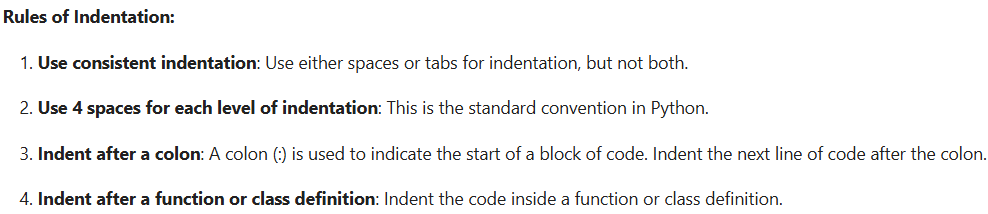 Rules of Indentation:
1. Use consistent indentation: Use either spaces or tabs for indentation, but not both.
2. Use 4 spaces for each level of indentation: This is the standard convention in Python.
3. Indent after a colon: A colon (:) is used to indicate the start of a block of code. Indent the next line of code after the colon.
4. Indent after a function or class definition: Indent the code inside a function or class definition.